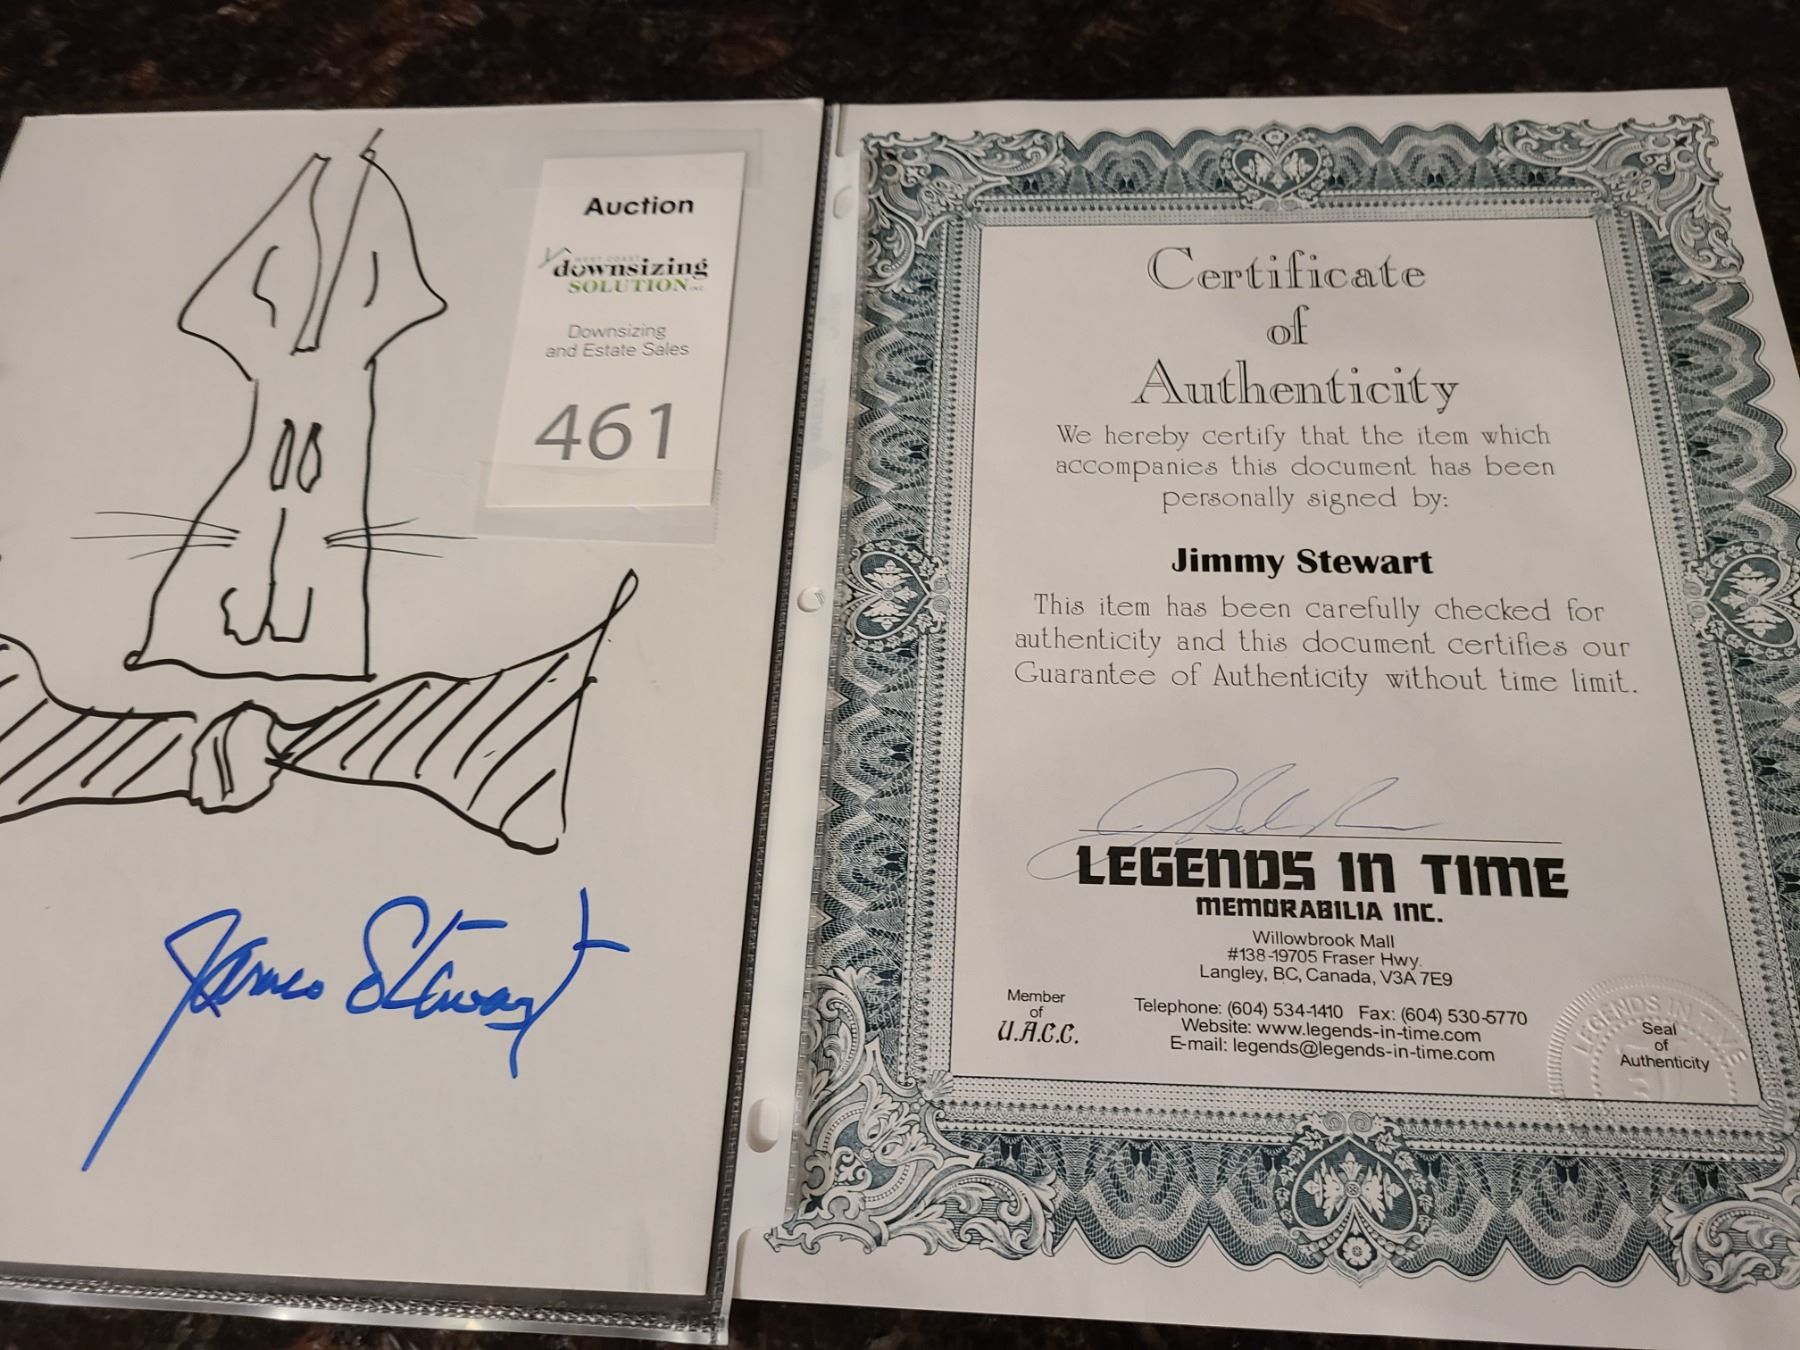 Auction
WEST COAST
downsizing
SOLUTION INC
Downsizing
and Estate Sales
461
James Stewart
Certificate
of
Authenticity
We hereby certify that the item which
accompanies this document has been
personally signed by:
Jimmy Stewart
This item has been carefully checked for
authenticity and this document certifies our
Guarantee of Authenticity without time limit.
LEGENDS IN TIME
MEMORABILIA INC.
Willowbrook Mall
#138-19705 Fraser Hwy.
Langley, BC, Canada, V3A 7E9
Member
of
U.A.C.C.
Telephone: (604) 534-1410 Fax: (604) 530-5770
Website: www.legends-in-time.com
E-mail: legends@legends-in-time.com
LEGENDS IN TIME
Seal
of
Authenticity